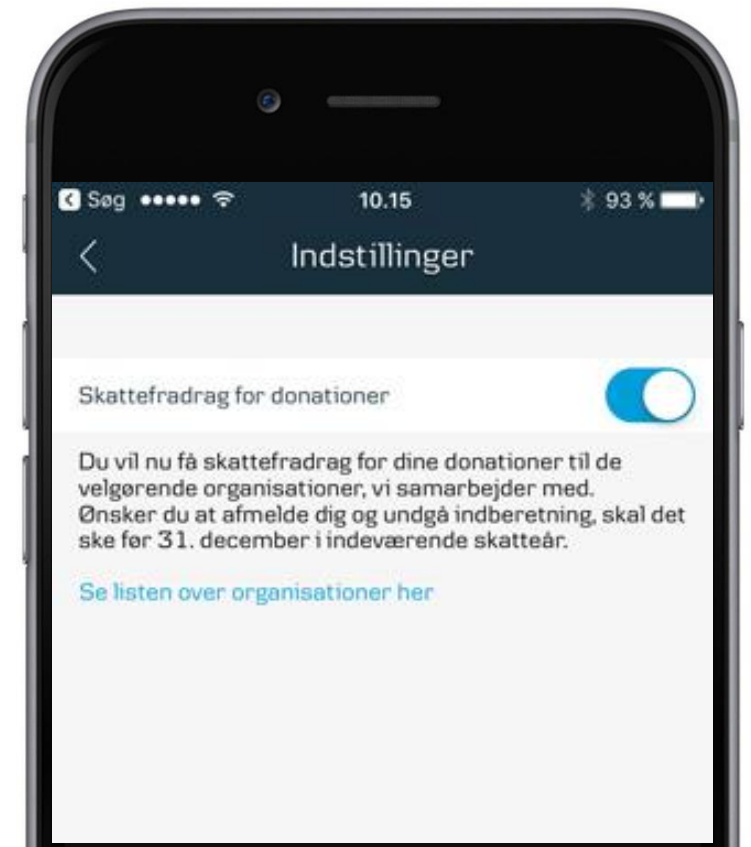 Søg 10.15 93 %
Indstillinger
Skattefradrag for donationer
Du vil nu få skattefradrag for dine donationer til de
velgørende organisationer, vi samarbejder med.
Ønsker du at afmelde dig og undgå indberetning, skal det
ske før 31. december i indeværende skatteår.
Se listen over organisationer her